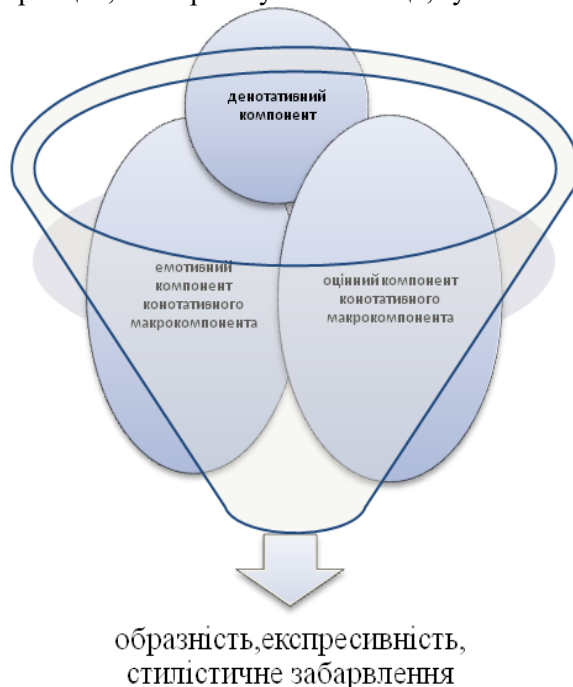 денотативний
компонент
емотивний
компонент
конотативного
макрокомпонента
оцінний компонент
конотативного
макрокомпонента
образність,експресивність,
стилістичне забарвлення